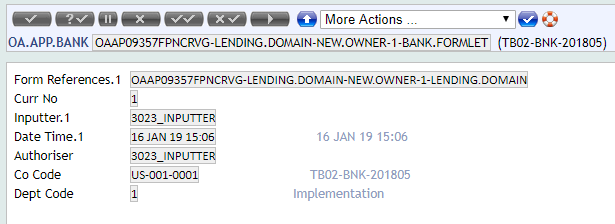 More Actions ...
OA.APP.BANK OAAP09357FPNCRVG-LENDING.DOMAIN-NEW.OWNER-1-BANK.FORMLET (TB02-BNK-201805)
Form References.1 OAAP09357FPNCRVG-LENDING.DOMAIN-NEW.OWNER-1-LENDING.DOMAIN
Curr No 1
Inputter.1 3023_INPUTTER
Date Time.1 16 JAN 19 15:06 16 JAN 19 15:06
Authoriser 3023_INPUTTER
Co Code US-001-0001 TB02-BNK-201805
Dept Code 1 Implementation